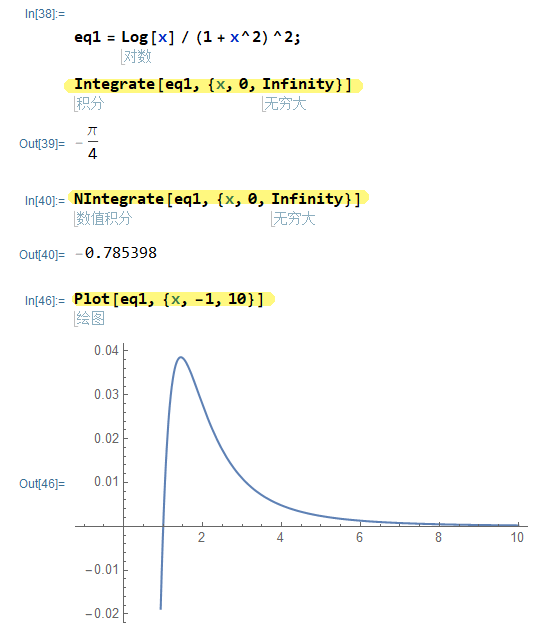 In[38]:=
eq1 = Log[x] / (1 + x^2)^2;
对数
Integrate[eq1, {x, 0, Infinity}]
积分 无穷大
Out[39]= -π/4
In[40]:= NIntegrate[eq1, {x, 0, Infinity}]
数值积分 无穷大
Out[40]= -0.785398
In[46]:= Plot[eq1, {x, -1, 10}]
绘图
0.04
0.03
0.02
Out[46]= 0.01
2 4 6 8 10
-0.01
-0.02